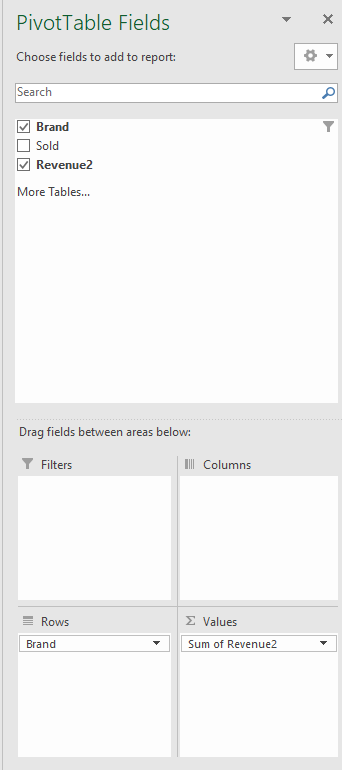 PivotTable Fields
Choose fields to add to report:
Search
Brand
Sold
Revenue2
More Tables...
Drag fields between areas below:
Filters
Columns
Rows
Values
Brand
Sum of Revenue2